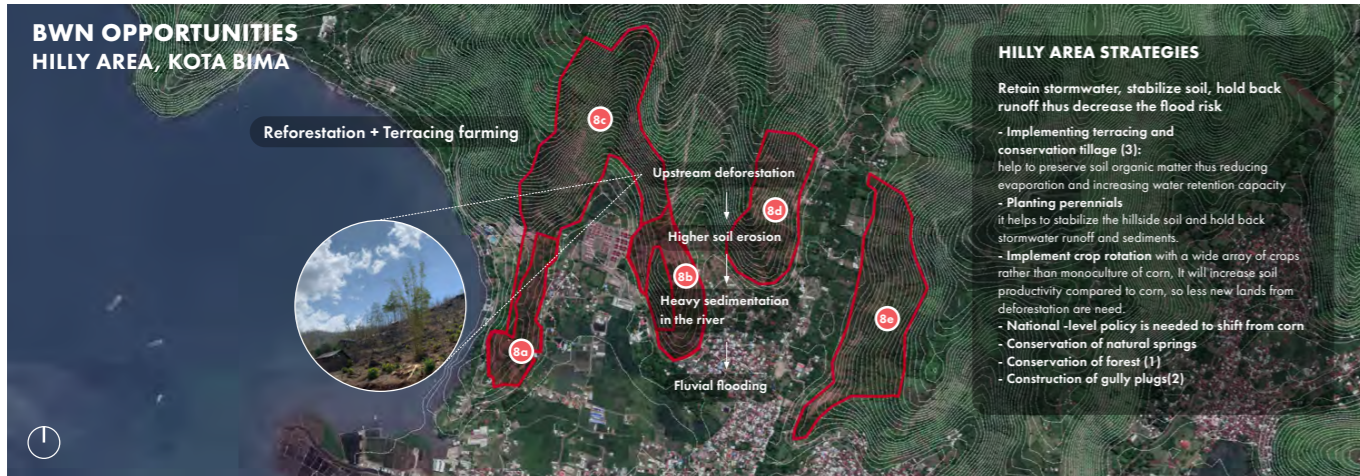 BWN OPPORTUNITIES
HILLY AREA, KOTA BIMA
Reforestation + Terracing farming
8c
Upstream deforestation
8d
Higher soil erosion
8b
Heavy sedimentation
in the river
8e
8a
Fluvial flooding
HILLY AREA STRATEGIES
Retain stormwater, stabilize soil, hold back
runoff thus decrease the flood risk
- Implementing terracing and
conservation tillage (3):
help to preserve soil organic matter thus reducing
evaporation and increasing water retention capacity
- Planting perennials
it helps to stabilize the hillside soil and hold back
stormwater runoff and sediments.
- Implement crop rotation with a wide array of crops
rather than monoculture of corn, It will increase soil
productivity compared to corn, so less new lands from
deforestation are need.
- National -level policy is needed to shift from corn
- Conservation of natural springs
- Conservation of forest (1)
- Construction of gully plugs(2)